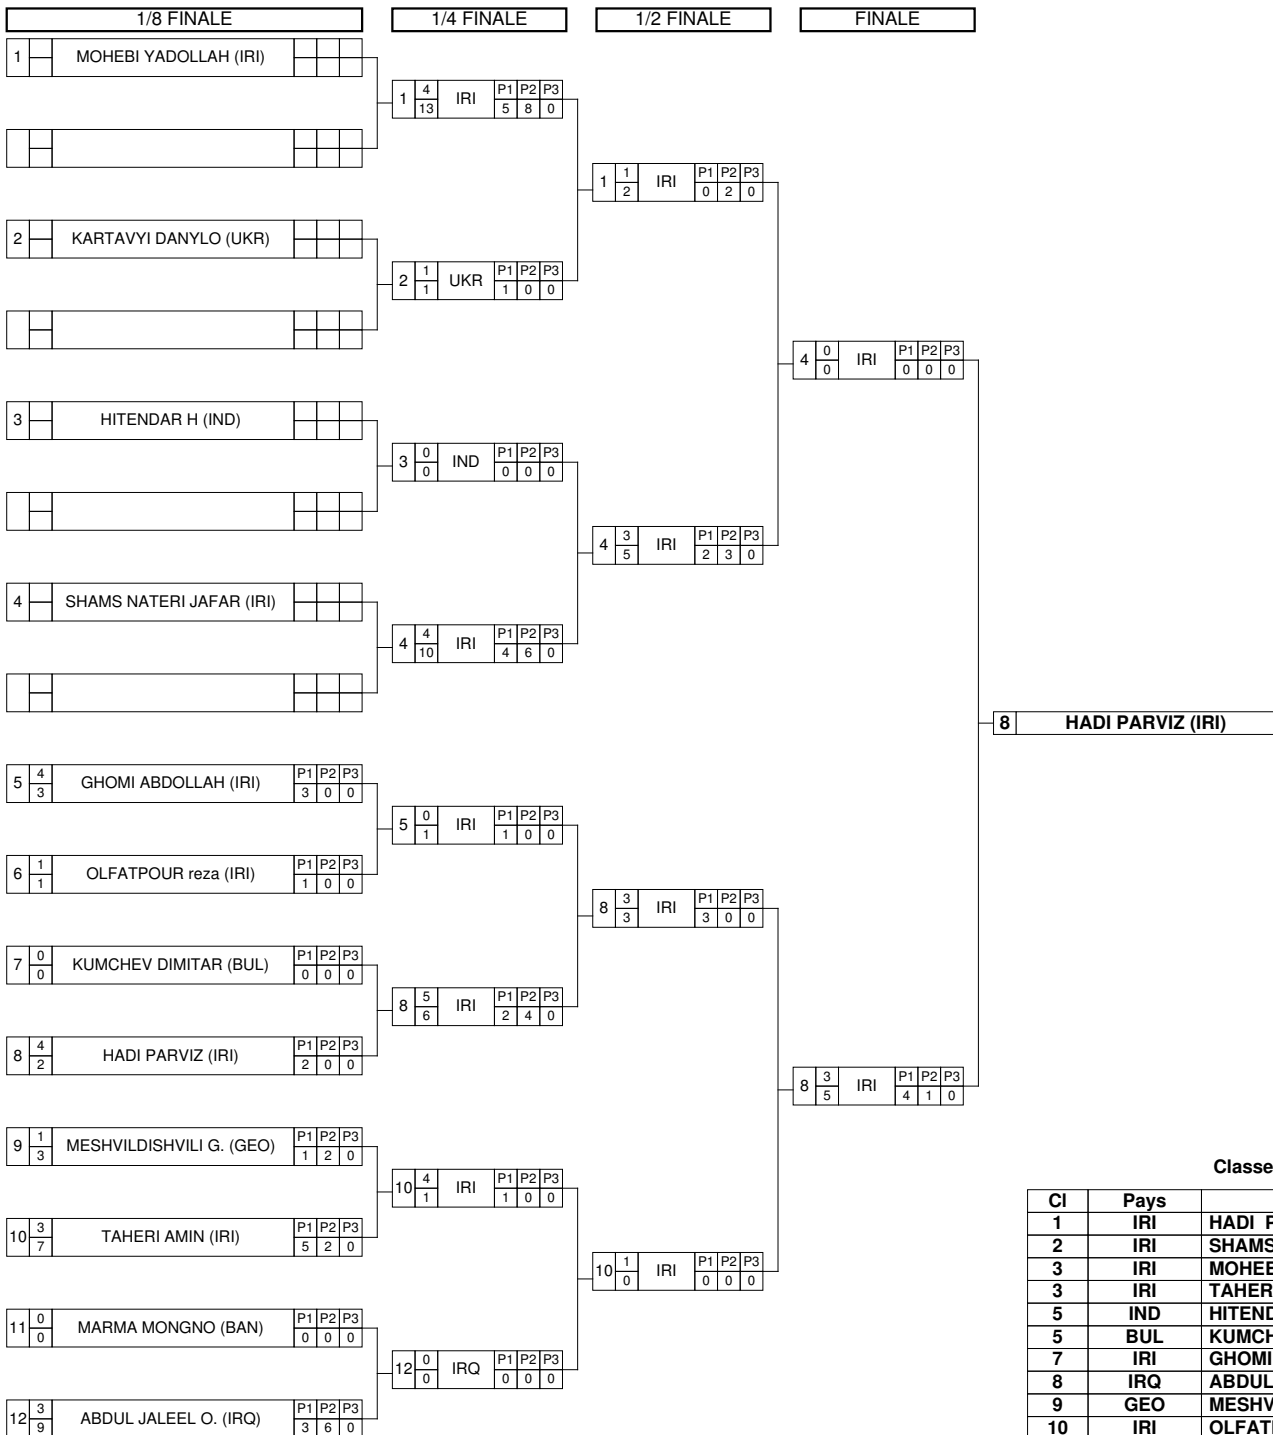 1/8 FINALE 1/4 FINALE 1/2 FINALE FINALE
1 MOHEBI YADOLLAH (IRI)
1 4 13 IRI P1 P2 P3 5 8 0
1 1 2 IRI P1 P2 P3 0 2 0
2 KARTAVYI DANYLO (UKR)
2 1 1 UKR P1 P2 P3 1 0 0
4 0 0 IRI P1 P2 P3 0 0 0
3 HITENDAR H (IND)
3 0 0 IND P1 P2 P3 0 0 0
4 3 5 IRI P1 P2 P3 2 3 0
4 SHAMS NATERI JAFAR (IRI)
4 4 10 IRI P1 P2 P3 4 6 0
8 HADI PARVIZ (IRI)
5 4 3 GHOMI ABDOLLAH (IRI) P1 P2 P3 3 0 0
5 0 1 IRI P1 P2 P3 1 0 0
6 1 1 OLFATPOUR reza (IRI) P1 P2 P3 1 0 0
8 3 3 IRI P1 P2 P3 3 0 0
7 0 0 KUMCHEV DIMITAR (BUL) P1 P2 P3 0 0 0
8 5 6 IRI P1 P2 P3 2 4 0
8 4 2 HADI PARVIZ (IRI) P1 P2 P3 2 0 0
8 3 5 IRI P1 P2 P3 4 1 0
9 1 3 MESHVILDISHVILI G. (GEO) P1 P2 P3 1 2 0
10 4 1 IRI P1 P2 P3 1 0 0
10 3 7 TAHERI AMIN (IRI) P1 P2 P3 5 2 0
10 1 0 IRI P1 P2 P3 0 0 0
11 0 0 MARMA MONGNO (BAN) P1 P2 P3 0 0 0
12 0 0 IRQ P1 P2 P3 0 0 0
12 3 9 ABDUL JALEEL O. (IRQ) P1 P2 P3 3 6 0
Classe
Cl Pays
1 IRI HADI P
2 IRI SHAMS
3 IRI MOHEB
3 IRI TAHER
5 IND HITEND
5 BUL KUMCH
7 IRI GHOMI
8 IRQ ABDUL
9 GEO MESHV
10 IRI OLFAT